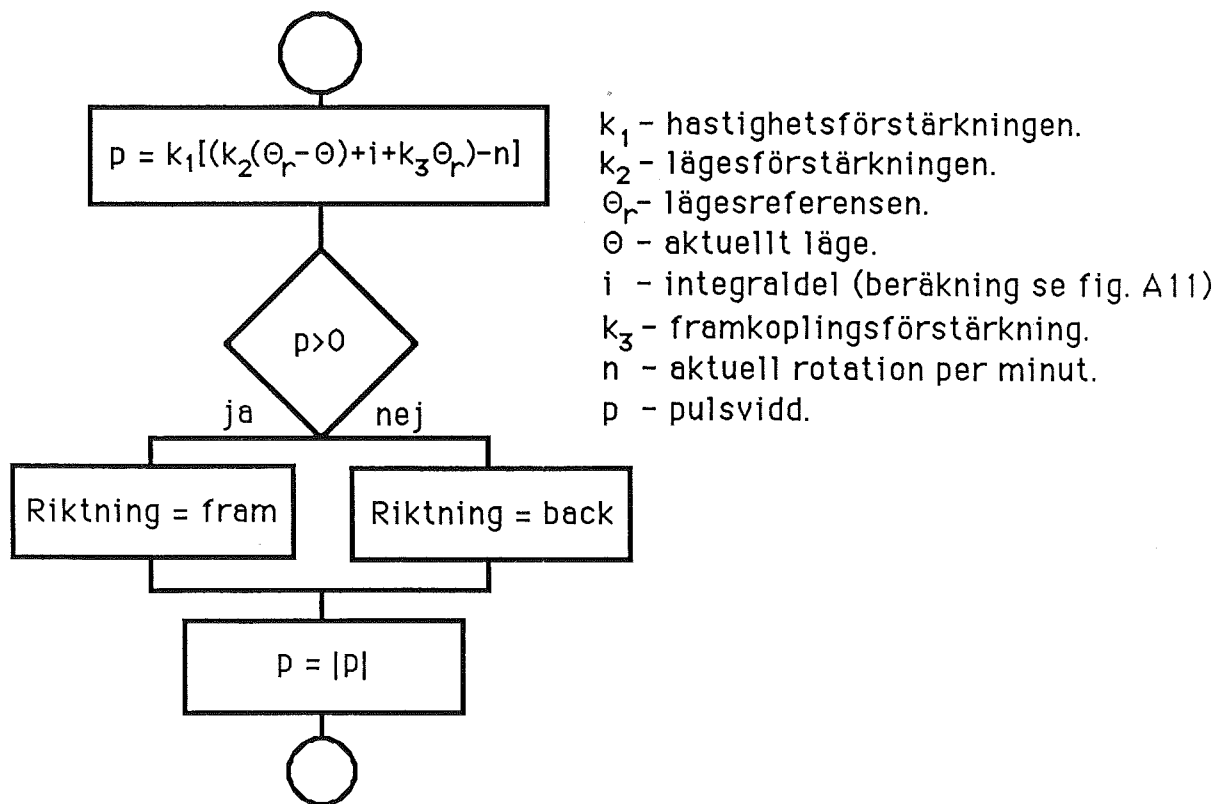 p = k₁[(k₂(Θᵣ-Θ)+i+k₃Θᵣ)-n]
p>0
ja nej
Riktning = fram
Riktning = back
p = |p|
k₁ - hastighetsförstärkningen.
k₂ - lägesförstärkningen.
Θᵣ- lägesreferensen.
Θ - aktuellt läge.
i - integraldel (beräkning se fig. A11)
k₃ - framkoplingsförstärkning.
n - aktuell rotation per minut.
p - pulsvidd.